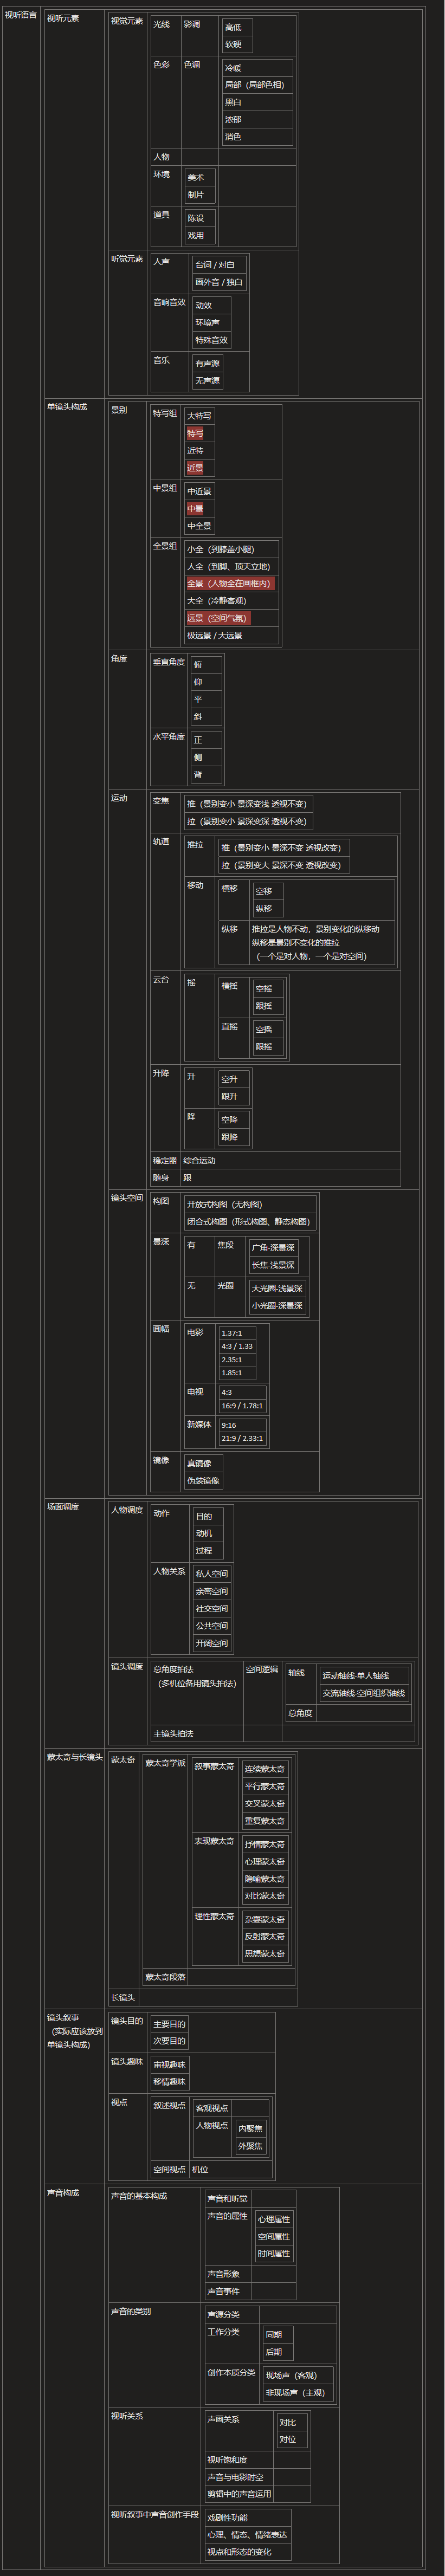 视听语言
视听元素
视觉元素
光线
影调
高低
软硬
色彩
色调
冷暖
局部（局部色相）
黑白
浓郁
消色
人物
环境
美术
制片
道具
陈设
戏用
听觉元素
人声
台词 / 对白
画外音 / 独白
音响音效
动效
环境声
特殊音效
音乐
有声源
无声源
单镜头构成
景别
特写组
大特写
特写
近特
近景
中景组
中近景
中景
中全景
全景组
小全（到膝盖小腿）
人全（到脚、顶天立地）
全景（人物全在画框内）
大全（冷静客观）
远景（空间气氛）
极远景 / 大远景
角度
垂直角度
俯
仰
平
斜
水平角度
正
侧
背
运动
变焦
推（景别变小 景深变浅 透视不变）
拉（景别变小 景深变深 透视不变）
轨道
推拉
推（景别变小 景深不变 透视改变）
拉（景别变大 景深不变 透视改变）
移动
横移
空移
纵移
纵移
推拉是人物不动，景别变化的纵移动
纵移是景别不变化的推拉
（一个是对人物，一个是对空间）
云台
摇
横摇
空摇
跟摇
直摇
空摇
跟摇
升降
升
空升
跟升
降
空降
跟降
稳定器
综合运动
随身
跟
镜头空间
构图
开放式构图（无构图）
闭合式构图（形式构图、静态构图）
景深
有
焦段
广角-深景深
长焦-浅景深
无
光圈
大光圈-浅景深
小光圈-深景深
画幅
电影
1.37:1
4:3 / 1.33
2.35:1
1.85:1
电视
4:3
16:9 / 1.78:1
新媒体
9:16
21:9 / 2.33:1
镜像
真镜像
伪装镜像
场面调度
人物调度
动作
目的
动机
过程
人物关系
私人空间
亲密空间
社交空间
公共空间
开阔空间
镜头调度
总角度拍法
（多机位备用镜头拍法）
空间逻辑
轴线
运动轴线-单人轴线
交流轴线-空间组织轴线
总角度
主镜头拍法
蒙太奇与长镜头
蒙太奇
蒙太奇学派
叙事蒙太奇
连续蒙太奇
平行蒙太奇
交叉蒙太奇
重复蒙太奇
表现蒙太奇
抒情蒙太奇
心理蒙太奇
隐喻蒙太奇
对比蒙太奇
理性蒙太奇
杂耍蒙太奇
反射蒙太奇
思想蒙太奇
蒙太奇段落
长镜头
镜头叙事
（实际应该放到
单镜头构成）
镜头目的
主要目的
次要目的
镜头趣味
审视趣味
移情趣味
视点
叙述视点
客观视点
人物视点
内聚焦
外聚焦
空间视点
机位
声音构成
声音的基本构成
声音和听觉
声音的属性
心理属性
空间属性
时间属性
声音形象
声音事件
声音的类别
声源分类
工作分类
同期
后期
创作本质分类
现场声（客观）
非现场声（主观）
视听关系
声画关系
对比
对位
视听饱和度
声音与电影时空
剪辑中的声音运用
视听叙事中声音创作手段
戏剧性功能
心理、情态、情绪表达
视点和形态的变化